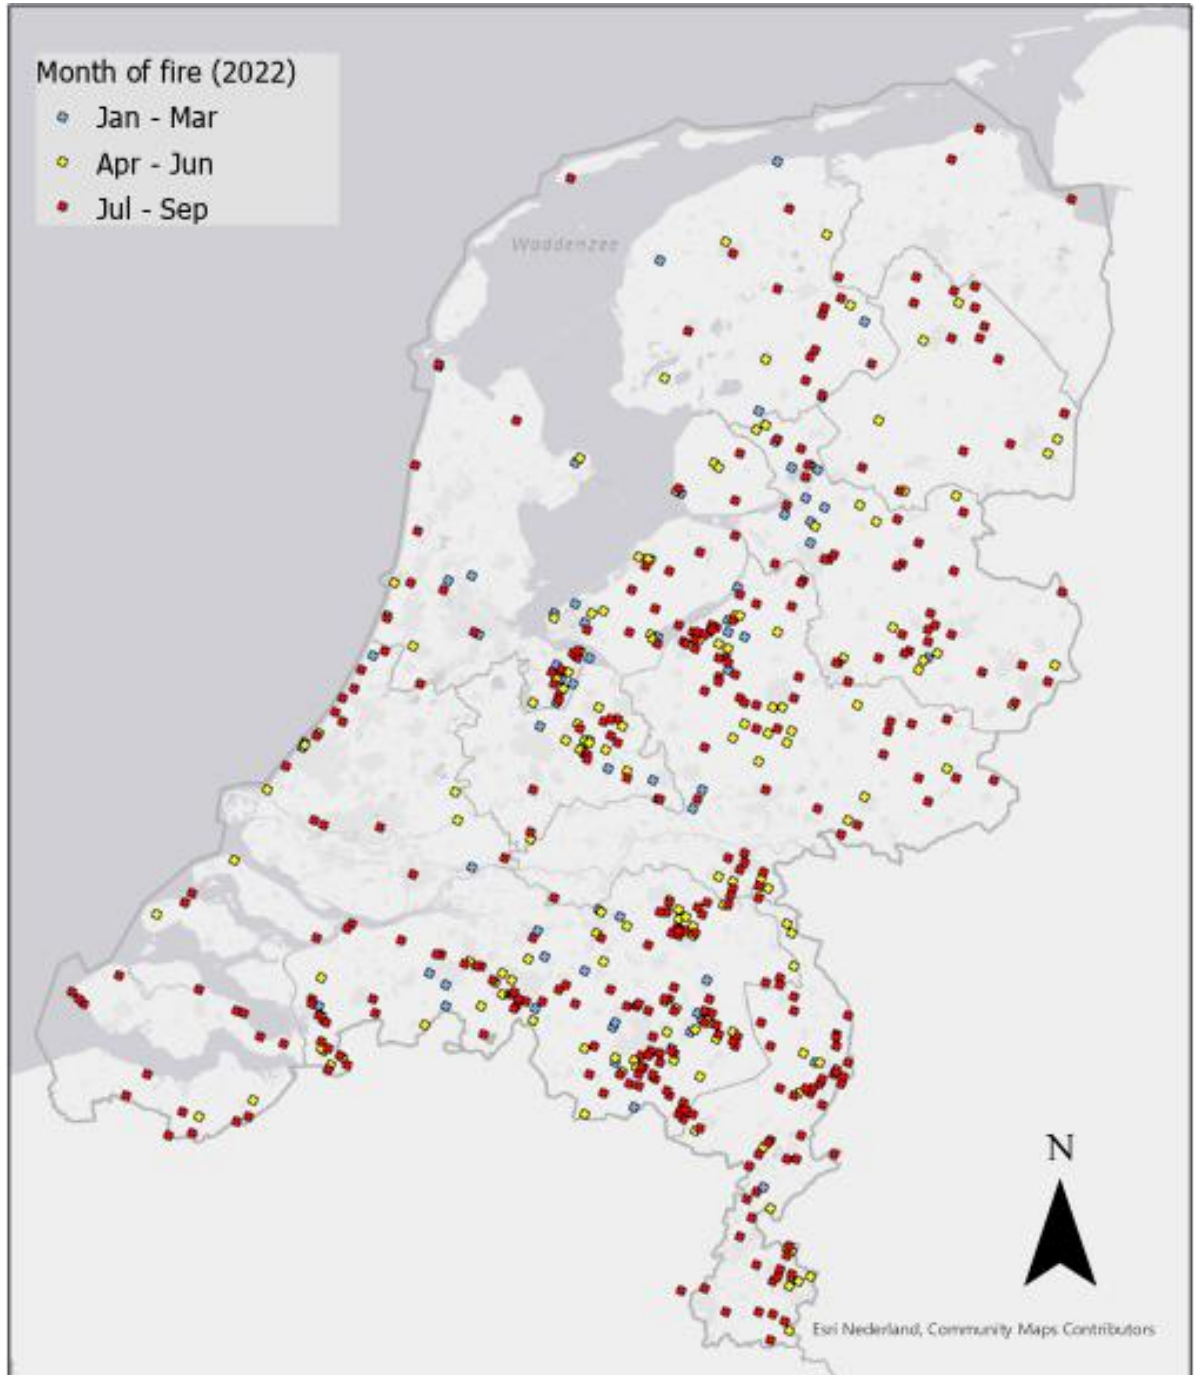 Month of fire (2022)
Jan - Mar
Apr - Jun
Jul - Sep
Waddenzee
N
Esri Nederland, Community Maps Contributors